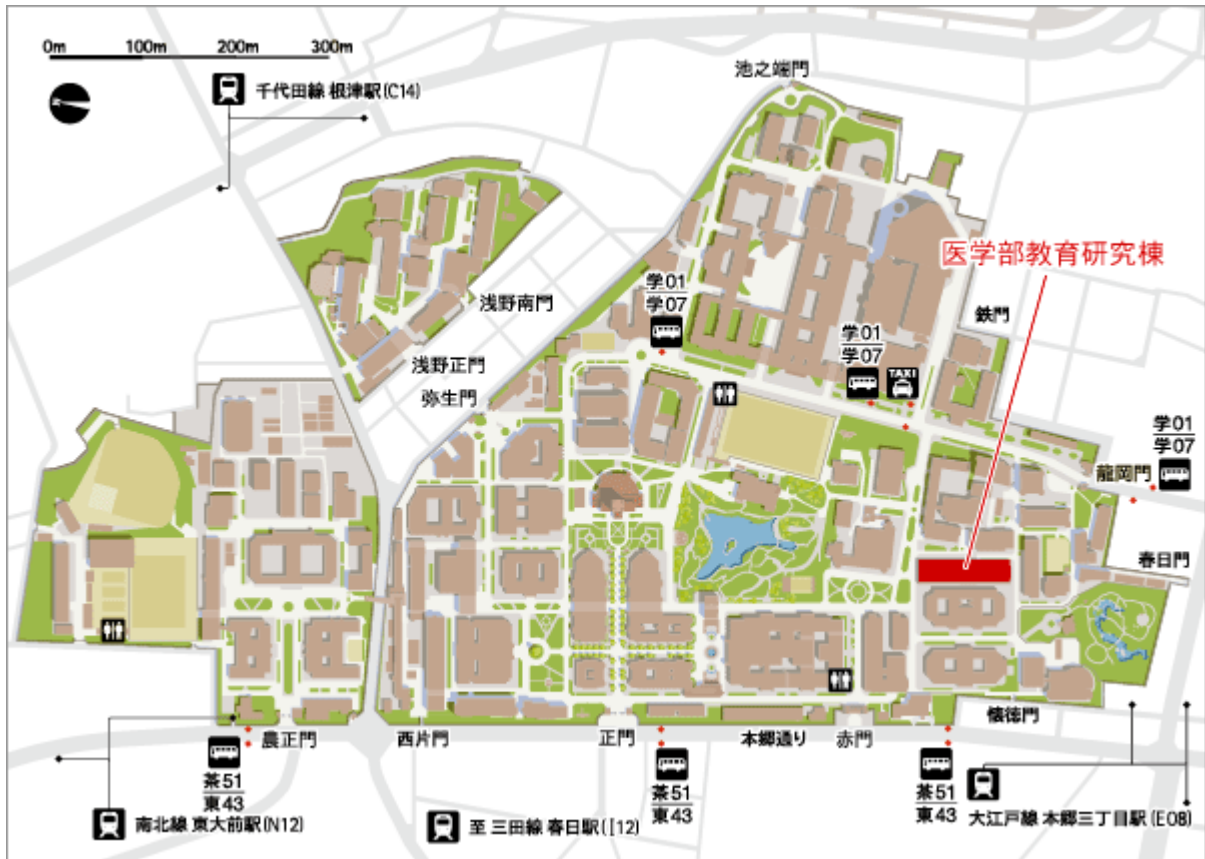 0m 100m 200m 300m
千代田線 根津駅(C14)
池之端門
医学部教育研究棟
学01
学07
浅野南門
鉄門
学01
学07
TAXI
浅野正門
弥生門
学01
学07
龍岡門
春日門
懐徳門
農正門
西片門
正門
本郷通り
赤門
茶51
東43
茶51
東43
茶51
東43
大江戸線 本郷三丁目駅(E08)
南北線 東大前駅(N12)
至 三田線 春日駅(I12)